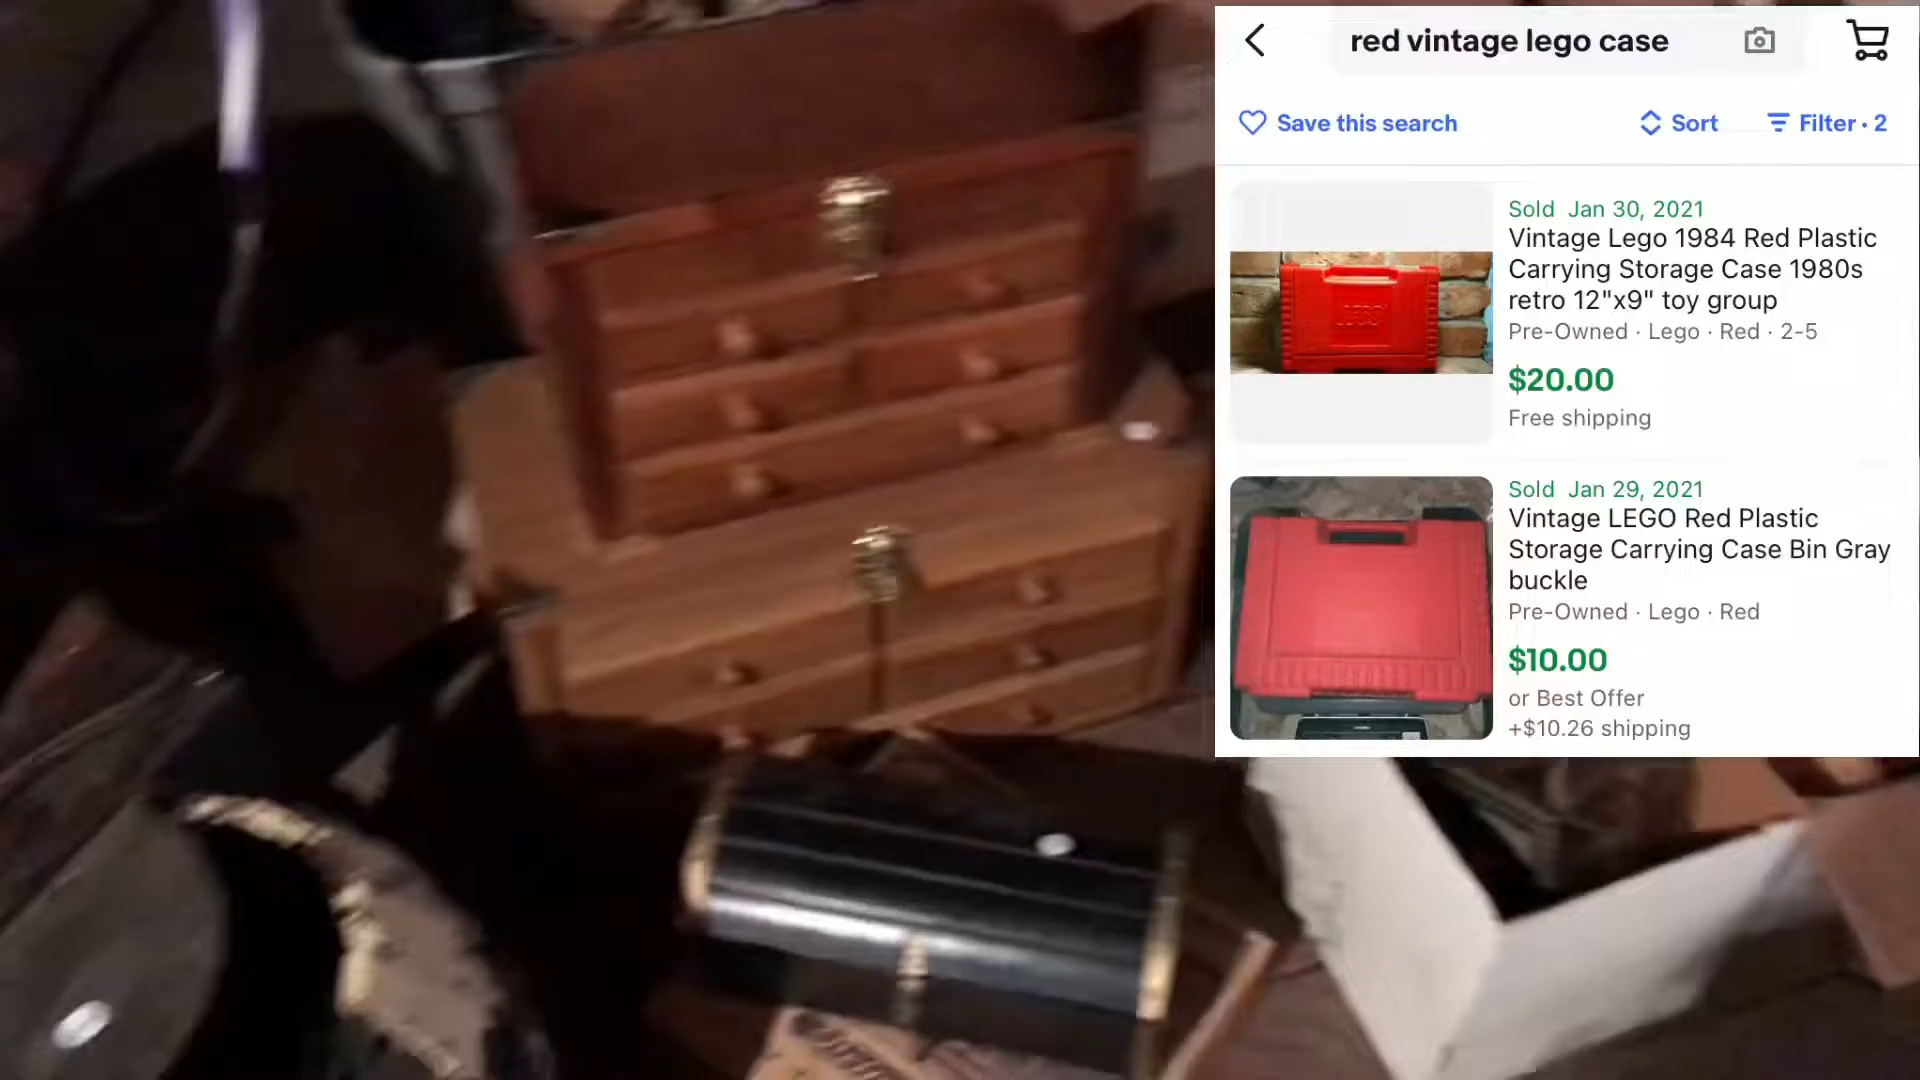 red vintage lego case
Save this search
Sort
Filter • 2
Sold Jan 30, 2021
Vintage Lego 1984 Red Plastic
Carrying Storage Case 1980s
retro 12"x9" toy group
Pre-Owned · Lego · Red · 2-5
$20.00
Free shipping
LEGO
Sold Jan 29, 2021
Vintage LEGO Red Plastic
Storage Carrying Case Bin Gray
buckle
Pre-Owned · Lego · Red
$10.00
or Best Offer
+$10.26 shipping